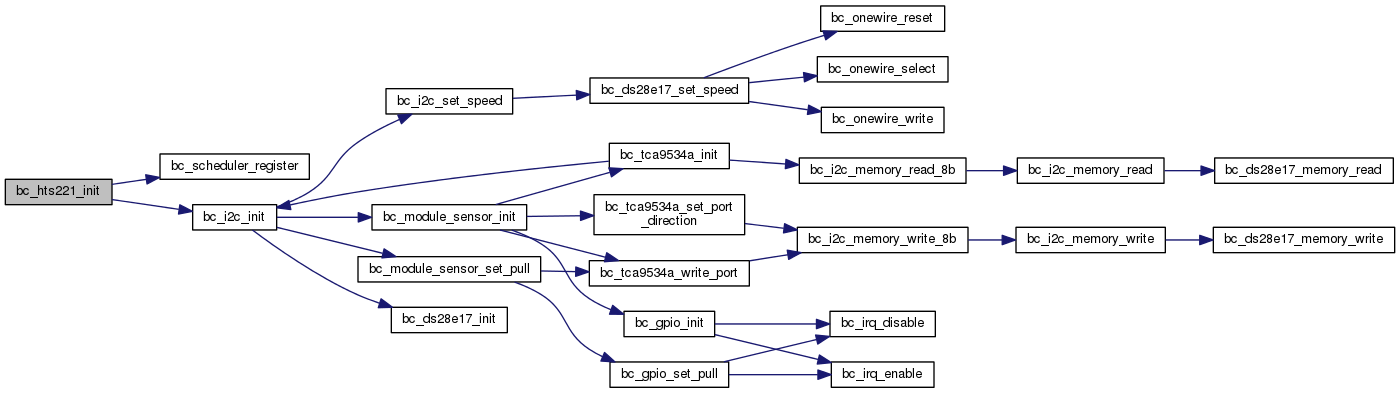 bc_hts221_init
bc_scheduler_register
bc_i2c_init
bc_i2c_set_speed
bc_module_sensor_init
bc_module_sensor_set_pull
bc_ds28e17_init
bc_ds28e17_set_speed
bc_tca9534a_init
bc_tca9534a_set_port
_direction
bc_tca9534a_write_port
bc_gpio_init
bc_gpio_set_pull
bc_onewire_reset
bc_onewire_select
bc_onewire_write
bc_i2c_memory_read_8b
bc_i2c_memory_write_8b
bc_irq_disable
bc_irq_enable
bc_i2c_memory_read
bc_i2c_memory_write
bc_ds28e17_memory_read
bc_ds28e17_memory_write